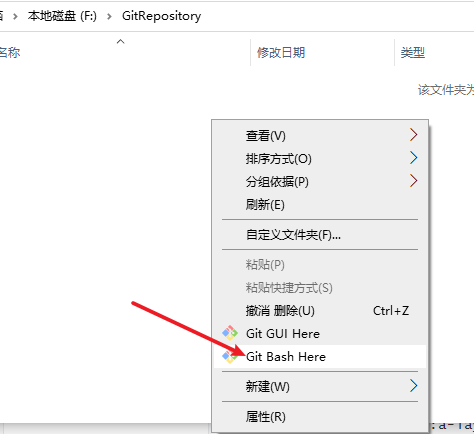 本地磁盘 (F:) › GitRepository
名称 修改日期 类型
该文件夹为
查看(V)
排序方式(O)
分组依据(P)
刷新(E)
自定义文件夹(F)...
粘贴(P)
粘贴快捷方式(S)
撤消 删除(U) Ctrl+Z
Git GUI Here
Git Bash Here
新建(W)
属性(R)